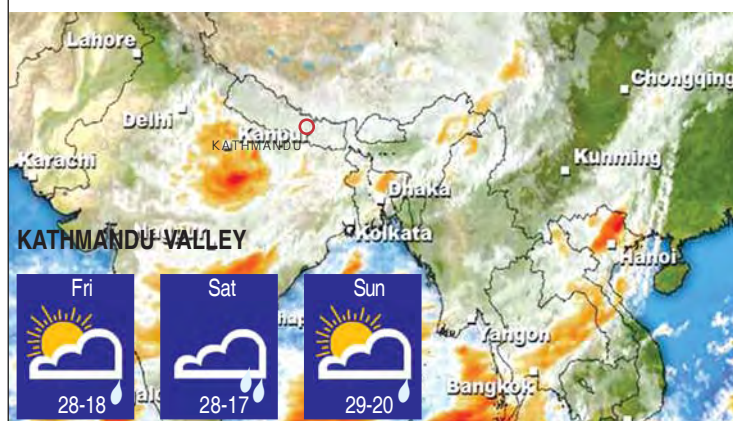 Lahore
Chongqing
Delhi
Kanpur
KATHMANDU
Karachi
Kunming
Dhaka
KATHMANDU VALLEY
Kolkata
Hanoi
Fri
Sat
Sun
Yangon
Bangkok
28-18
28-17
29-20